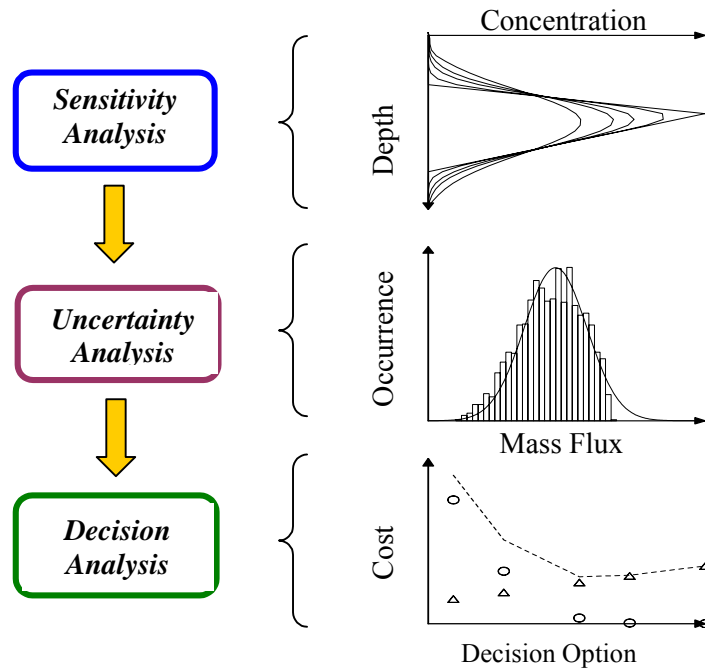 Concentration
Sensitivity
Analysis
Depth
Uncertainty
Analysis
Occurrence
Mass Flux
Decision
Analysis
Cost
Decision Option